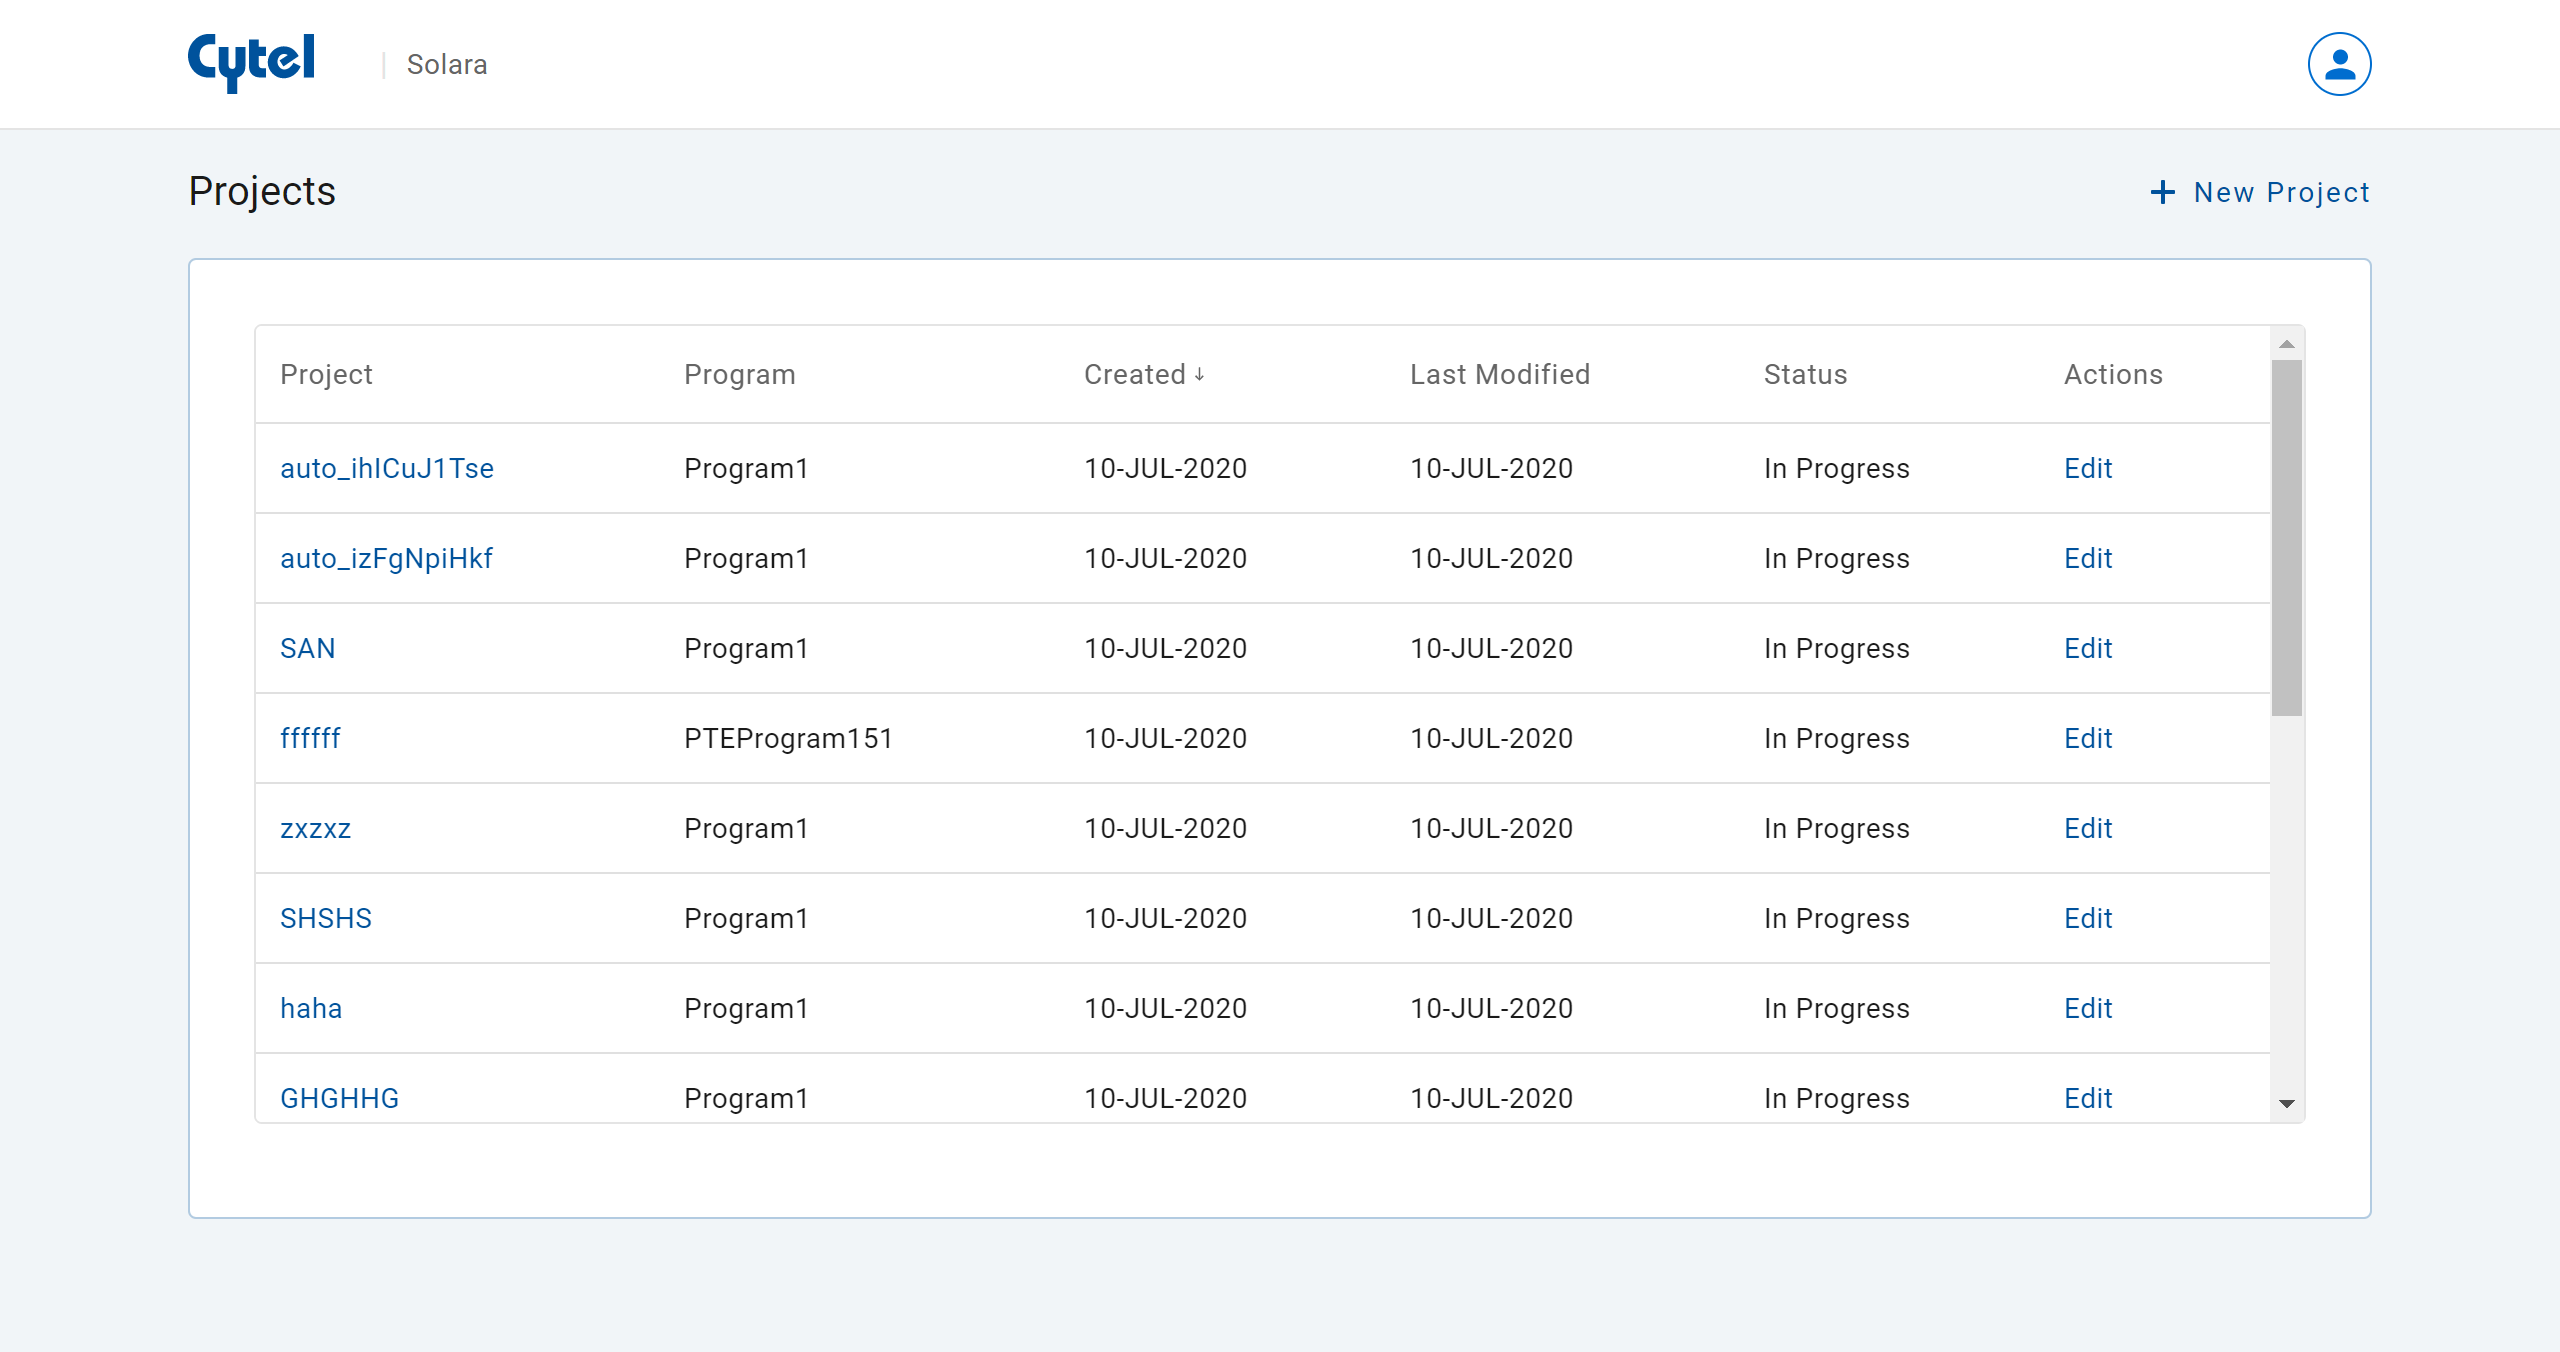 Cytel | Solara
Projects
+ New Project
Project Program Created ↓ Last Modified Status Actions
auto_ihICuJ1Tse Program1 10-JUL-2020 10-JUL-2020 In Progress Edit
auto_izFgNpiHkf Program1 10-JUL-2020 10-JUL-2020 In Progress Edit
SAN Program1 10-JUL-2020 10-JUL-2020 In Progress Edit
ffffff PTEProgram151 10-JUL-2020 10-JUL-2020 In Progress Edit
zxzxz Program1 10-JUL-2020 10-JUL-2020 In Progress Edit
SHSHS Program1 10-JUL-2020 10-JUL-2020 In Progress Edit
haha Program1 10-JUL-2020 10-JUL-2020 In Progress Edit
GHGHHG Program1 10-JUL-2020 10-JUL-2020 In Progress Edit